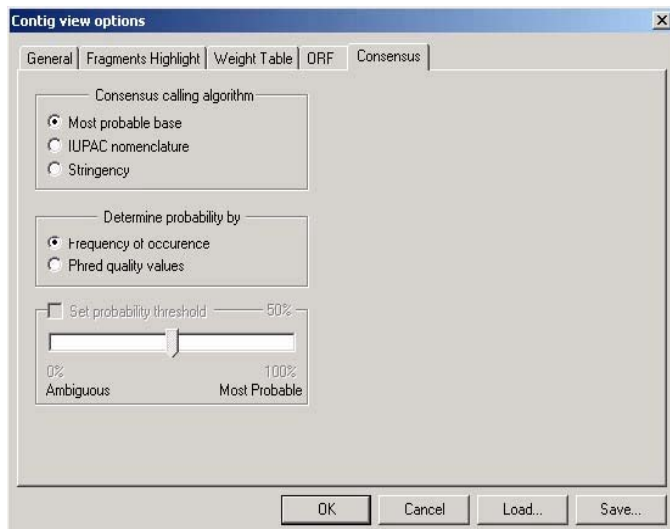 Contig view options
General Fragments Highlight Weight Table ORF Consensus
Consensus calling algorithm
Most probable base
IUPAC nomenclature
Stringency
Determine probability by
Frequency of occurence
Phred quality values
Set probability threshold 50%
0% 100%
Ambiguous Most Probable
OK Cancel Load... Save...